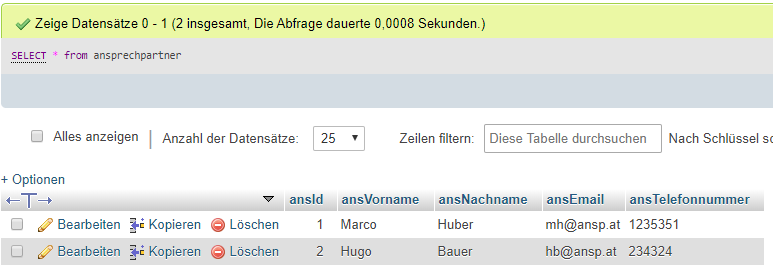 Zeige Datensätze 0 - 1 (2 insgesamt, Die Abfrage dauerte 0,0008 Sekunden.)
SELECT * from ansprechpartner
Alles anzeigen Anzahl der Datensätze: 25 Zeilen filtern: Diese Tabelle durchsuchen Nach Schlüssel
+ Optionen
ansId ansVorname ansNachname ansEmail ansTelefonnummer
Bearbeiten Kopieren Löschen 1 Marco Huber mh@ansp.at 1235351
Bearbeiten Kopieren Löschen 2 Hugo Bauer hb@ansp.at 234324